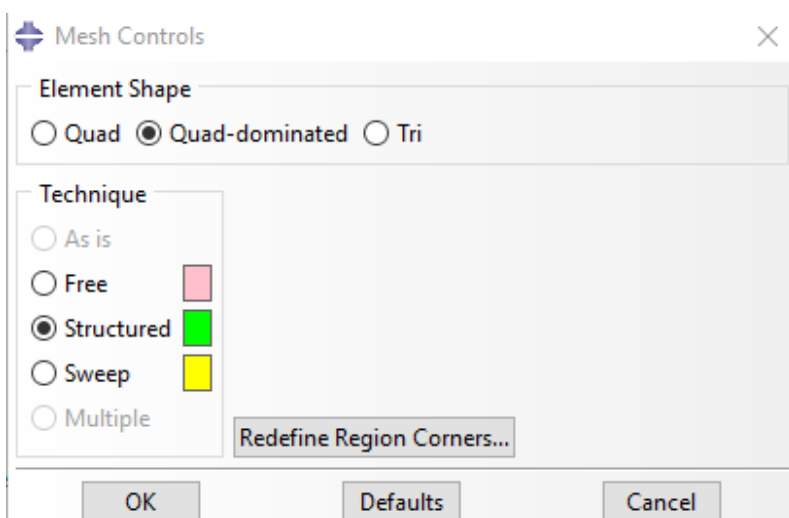 Mesh Controls
Element Shape
Quad Quad-dominated Tri
Technique
As is
Free
Structured
Sweep
Multiple
Redefine Region Corners...
OK Defaults Cancel